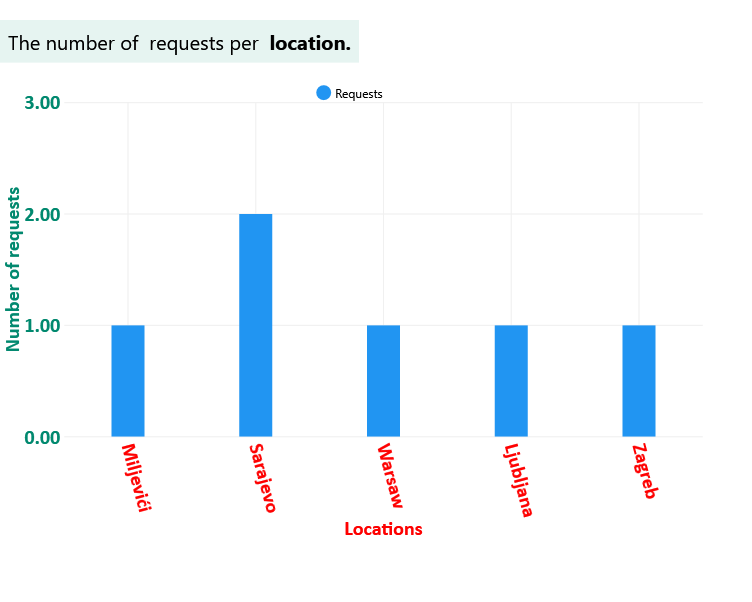 The number of requests per location.
Requests
3.00
2.00
1.00
0.00
Number of requests
Miljevići
Sarajevo
Warsaw
Ljubljana
Zagreb
Locations